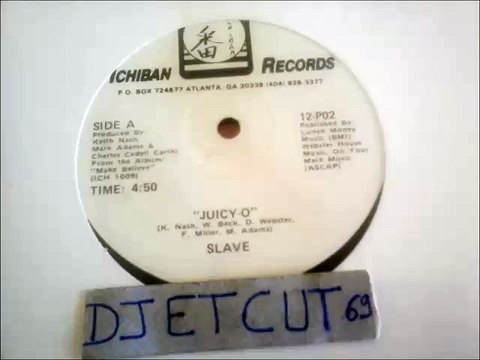 ICHIBAN RECORDS
P.O. BOX 724677 ATLANTA, GA 30339 (404) 926-3377
SIDE A
Produced By
Keith Nash,
Mark Adams &
Charles Cedell Carter
From the Album:
"Make Believe"
(ICH 1009)
TIME: 4:50
12-P02
Published By
Lunch Money
Music (BMI)
Webster House
Music, On Your
Mark Music
(ASCAP)
"JUICY-O"
(K. Nash, W. Beck, D. Webster,
F. Miller, M. Adams)
SLAVE
DJETCUT69